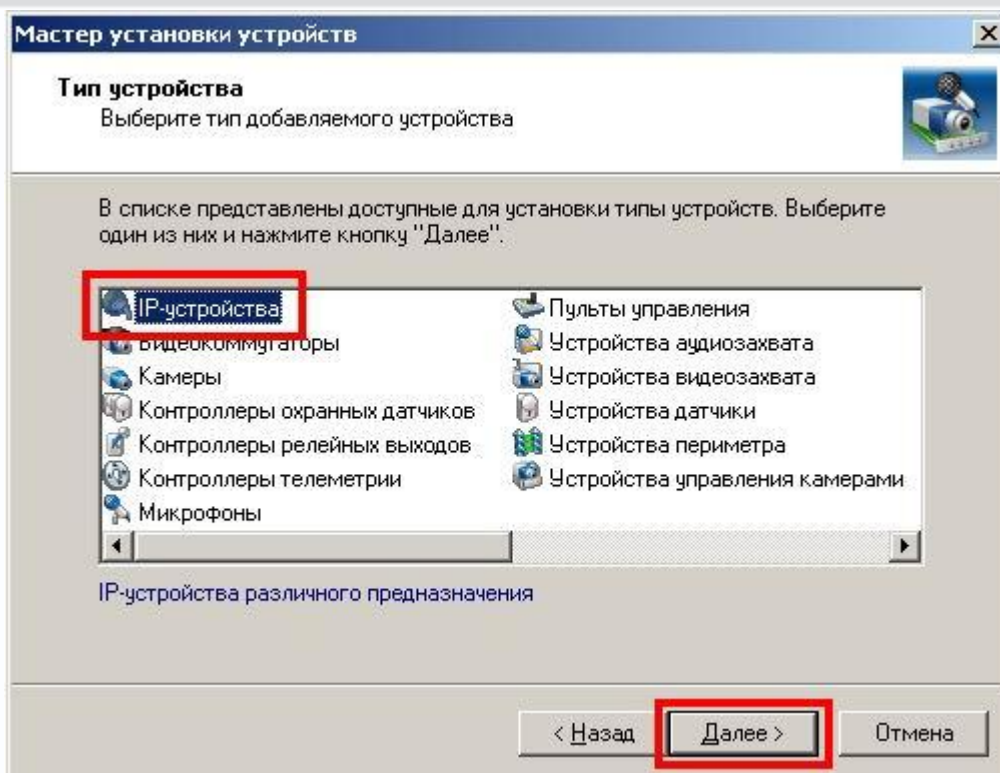 Мастер установки устройств
Тип устройства
Выберите тип добавляемого устройства
В списке представлены доступные для установки типы устройств. Выберите
один из них и нажмите кнопку "Далее".
IP-устройства
Видеокоммутаторы
Камеры
Контроллеры охранных датчиков
Контроллеры релейных выходов
Контроллеры телеметрии
Микрофоны
Пульты управления
Устройства аудиозахвата
Устройства видеозахвата
Устройства датчики
Устройства периметра
Устройства управления камерами
IP-устройства различного предназначения
< Назад
Далее >
Отмена